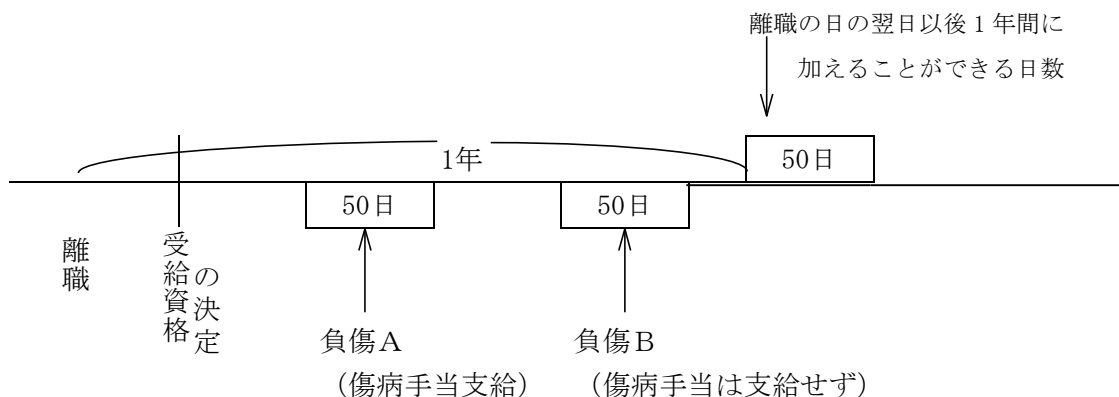 離職の日の翌日以後1年間に
加えることができる日数
1年
50日
50日
50日
離職
受給資格
の決定
負傷A
(傷病手当支給)
負傷B
(傷病手当は支給せず)